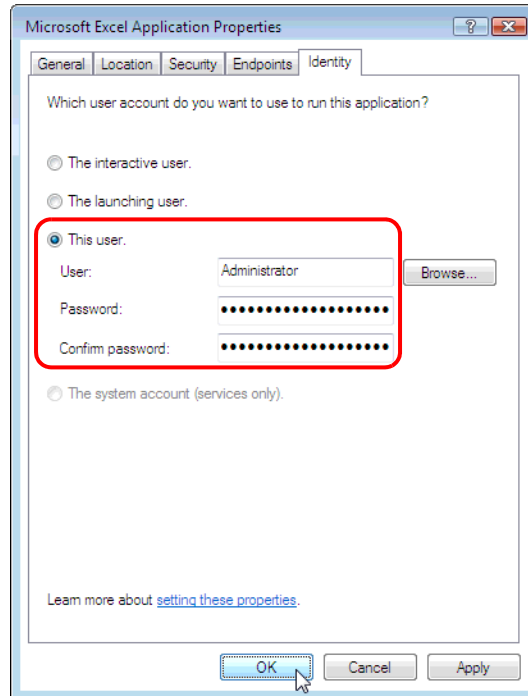 Microsoft Excel Application Properties
General Location Security Endpoints Identity
Which user account do you want to use to run this application?
The interactive user.
The launching user.
This user.
User: Administrator Browse...
Password: ●●●●●●●●●●●●●●●●●●●
Confirm password: ●●●●●●●●●●●●●●●●●●●
The system account (services only).
Learn more about setting these properties.
OK Cancel Apply